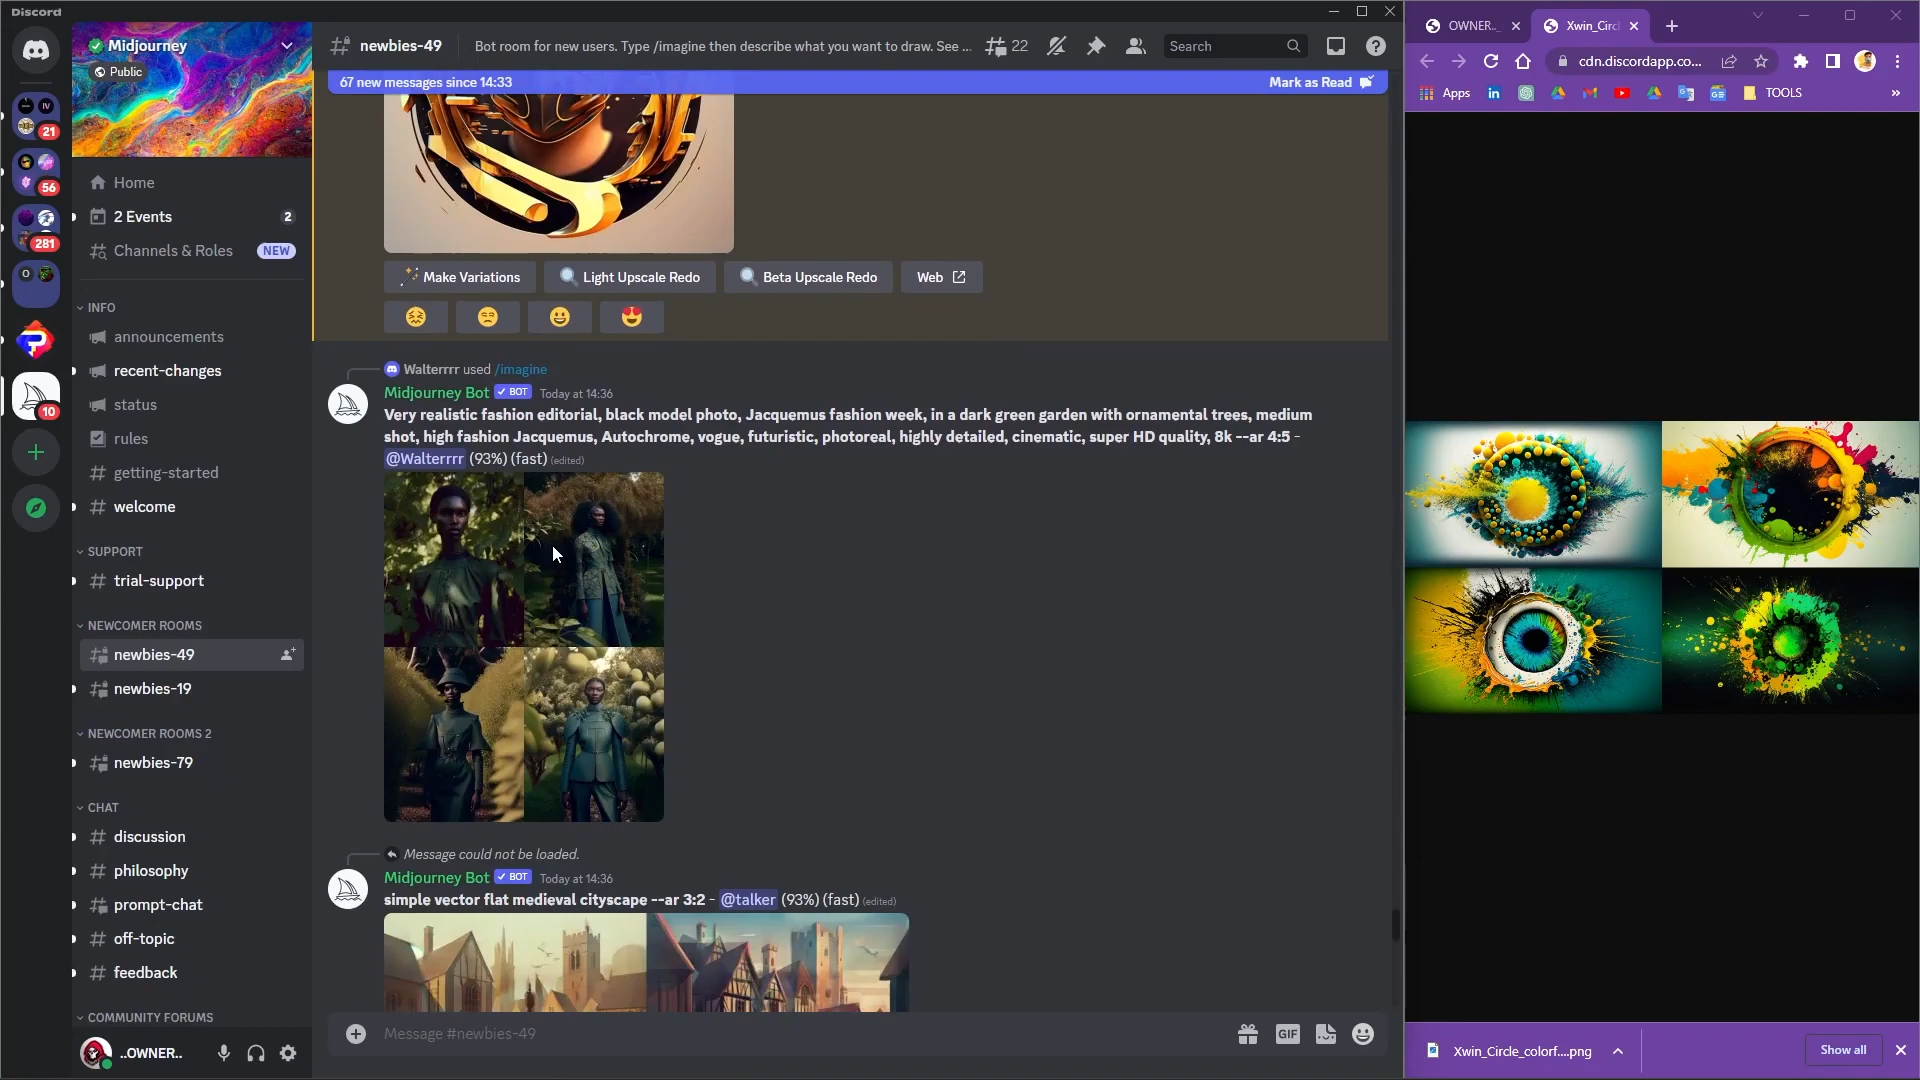 Discord
Midjourney
Public
newbies-49
Bot room for new users. Type /imagine then describe what you want to draw. See ...
22
Search
67 new messages since 14:33
Mark as Read
21
56
281
10
Home
2 Events
2
Channels & Roles
NEW
INFO
announcements
recent-changes
status
rules
getting-started
welcome
SUPPORT
trial-support
NEWCOMER ROOMS
newbies-49
newbies-19
NEWCOMER ROOMS 2
newbies-79
CHAT
discussion
philosophy
prompt-chat
off-topic
feedback
COMMUNITY FORUMS
..OWNER..
Make Variations
Light Upscale Redo
Beta Upscale Redo
Web
Walterrrr used /imagine
Midjourney Bot BOT Today at 14:36
Very realistic fashion editorial, black model photo, Jacquemus fashion week, in a dark green garden with ornamental trees, medium
shot, high fashion Jacquemus, Autochrome, vogue, futuristic, photoreal, highly detailed, cinematic, super HD quality, 8k --ar 4:5 -
@Walterrrr (93%) (fast) (edited)
Message could not be loaded.
Midjourney Bot BOT Today at 14:36
simple vector flat medieval cityscape --ar 3:2 - @talker (93%) (fast) (edited)
Message #newbies-49
GIF
OWNER..
Xwin_Circ
cdn.discordapp.co...
Apps
TOOLS
Xwin_Circle_colorf....png
Show all